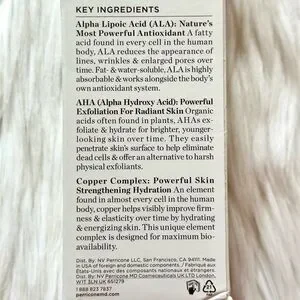 KEY INGREDIENTS
Alpha Lipoic Acid (ALA): Nature's
Most Powerful Antioxidant A fatty
acid found in every cell in the human
body, ALA reduces the appearance of
lines, wrinkles & enlarged pores over
time. Fat- & water-soluble, ALA is highly
absorbable & works alongside the body's
own antioxidant system.
AHA (Alpha Hydroxy Acid): Powerful
Exfoliation For Radiant Skin Organic
acids often found in plants, AHAs ex-
foliate & hydrate for brighter, younger-
looking skin over time. They easily
penetrate skin's surface to help eliminate
dead cells & offer an alternative to harsh
physical exfoliants.
Copper Complex: Powerful Skin
Strengthening Hydration An element
found in almost every cell in the human
body, copper helps visibly improve firm-
ness & elasticity over time by hydrating
& energizing skin. This unique element
complex is designed for maximum bio-
availability.
Dist. By: NV Perricone LLC, San Francisco, CA 94111. Made
in USA of foreign and domestic components. / Fabriqué aux
États-Unis avec des composants nationaux et étrangers.
Dist. By: NV Perricone MD Cosmeceuticals UK LTD London,
W1T 3LN UK 651279
1 888 823 7837
perriconemd.com